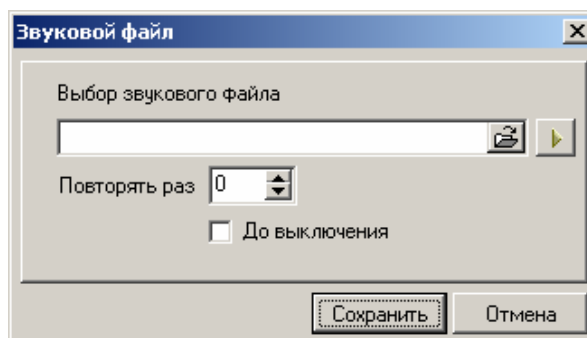 Звуковой файл
Выбор звукового файла
Повторять раз 0
До выключения
Сохранить Отмена